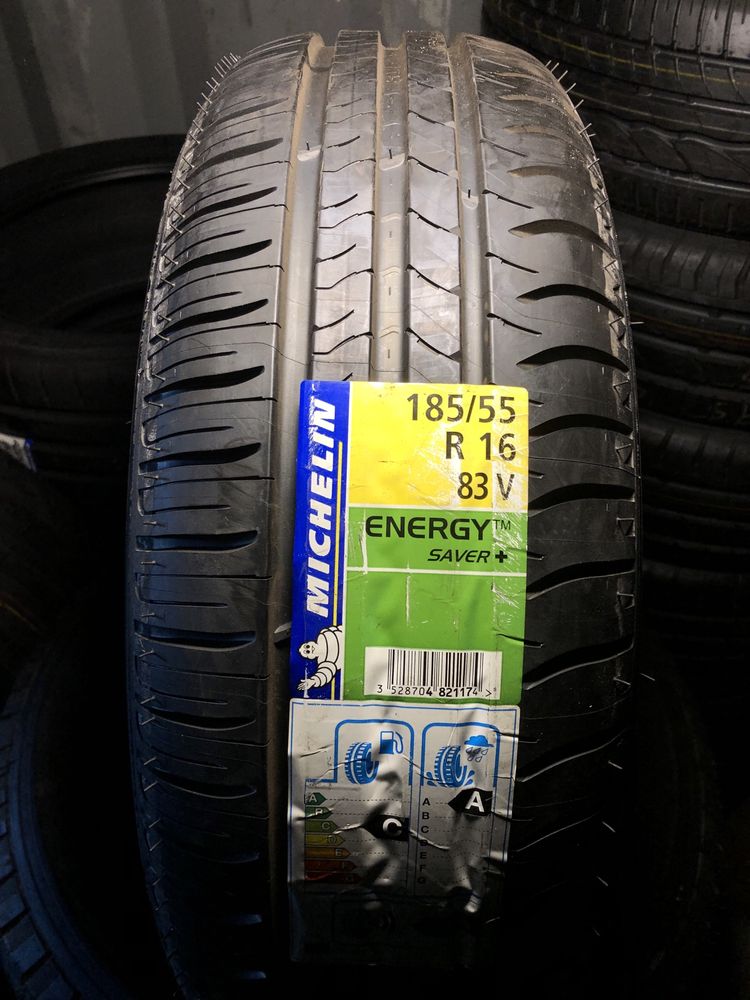 MICHELIN
185/55
R 16
83 V
ENERGY™
SAVER +
3 528704 821174 >
A
B
C
D
E
C
A
B
C
D
E
F
G
A